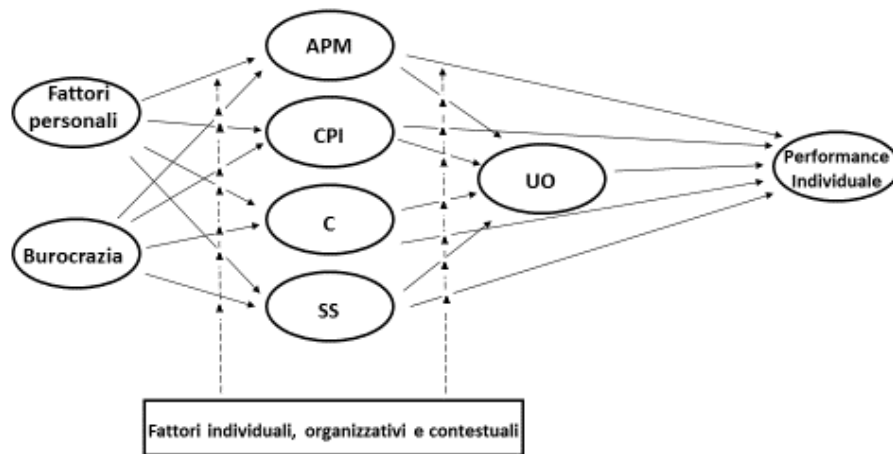 APM
Fattori
personali
CPI
Performance
Individuale
UO
C
Burocrazia
SS
Fattori individuali, organizzativi e contestuali